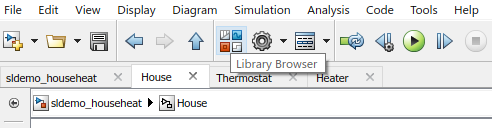 File Edit View Display Diagram Simulation Analysis Code Tools Help
Library Browser
sldemo_househeat House Thermostat Heater
sldemo_househeat House